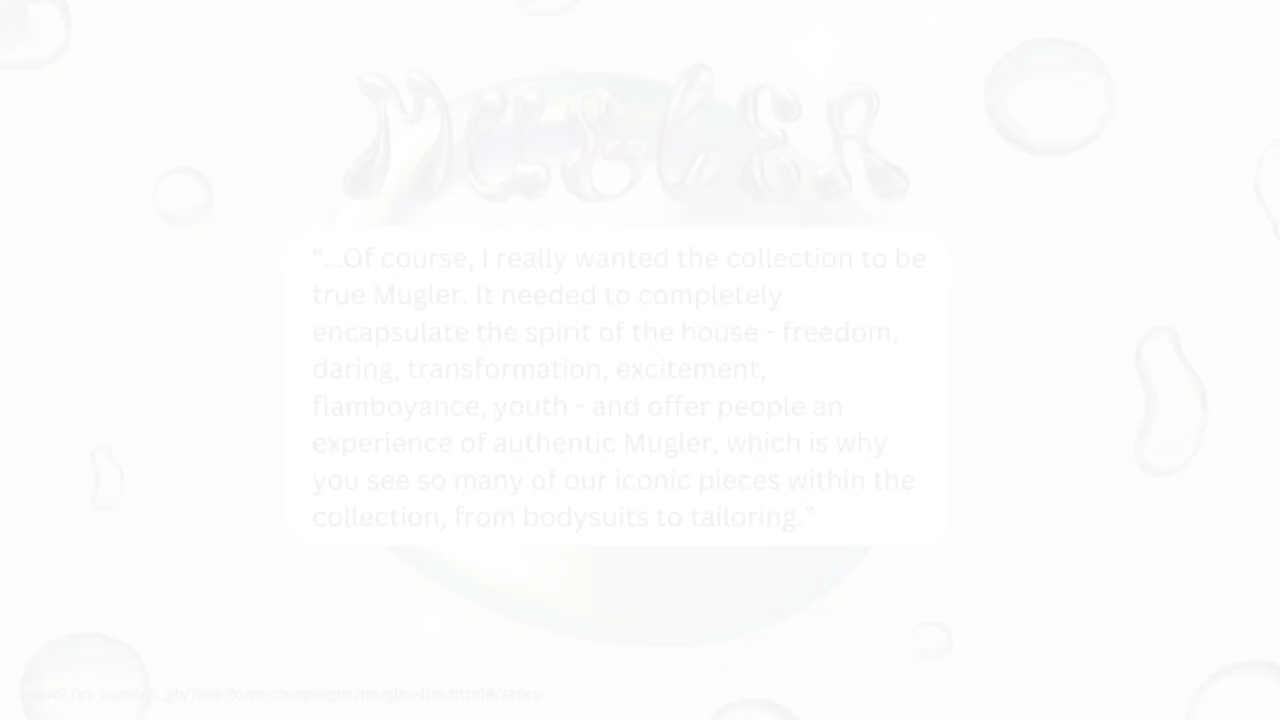 MUGLER
"...Of course, I really wanted the collection to be
true Mugler. It needed to completely
encapsulate the spirit of the house - freedom,
daring, transformation, excitement,
flamboyance, youth - and offer people an
experience of authentic Mugler, which is why
you see so many of our iconic pieces within the
collection, from bodysuits to tailoring."